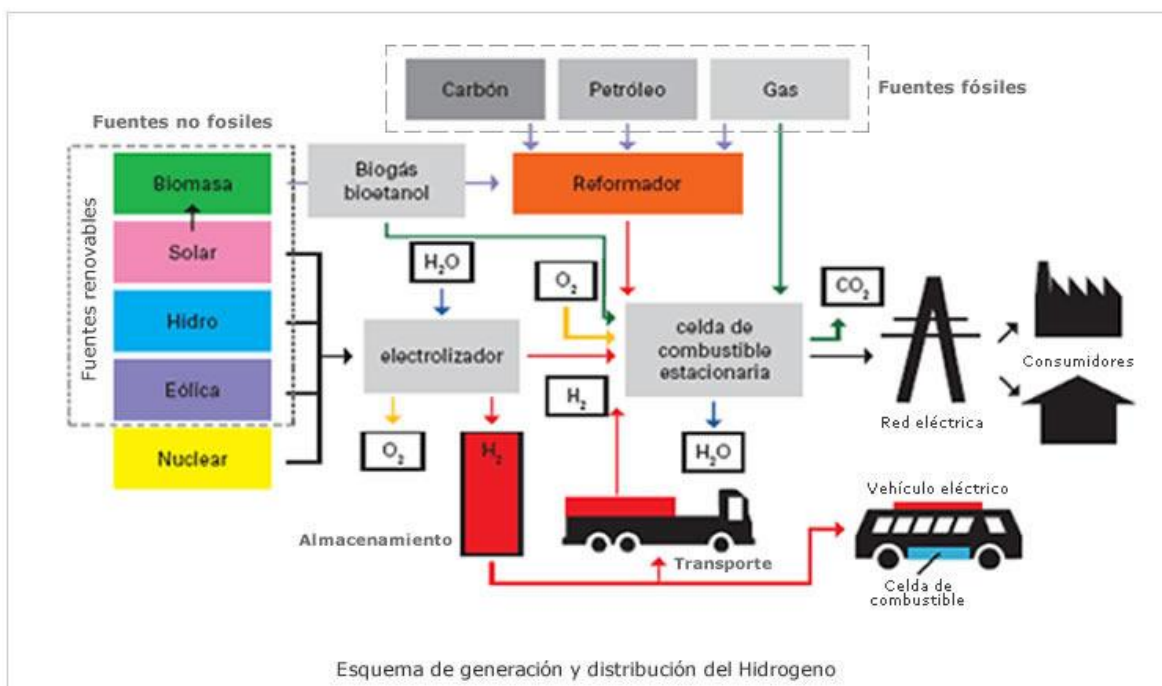 Carbón
Petróleo
Gas
Fuentes fósiles
Fuentes no fosiles
Fuentes renovables
Biomasa
Solar
Hidro
Eólica
Nuclear
Biogás
bioetanol
Reformador
H₂O
O₂
CO₂
electrolizador
celda de
combustible
estacionaria
Consumidores
Red eléctrica
H₂
O₂
H₂
H₂O
Almacenamiento
Transporte
Vehículo eléctrico
Celda de
combustible
Esquema de generación y distribución del Hidrogeno